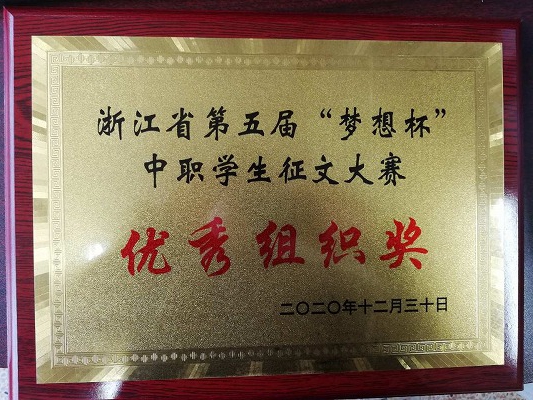 浙江省第五届“梦想杯”
中职学生征文大赛
优秀组织奖
二〇二〇年十二月三十日